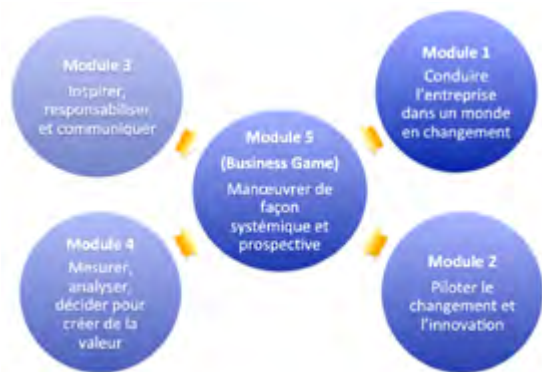 Module 3
Inspirer,
responsabiliser
et communiquer
Module 1
Conduire
l'entreprise
dans un monde
en changement
Module 5
(Business Game)
Manœuvrer de
façon
systémique et
prospective
Module 4
Mesurer,
analyser,
décider pour
créer de la
valeur
Module 2
Piloter le
changement et
l'innovation